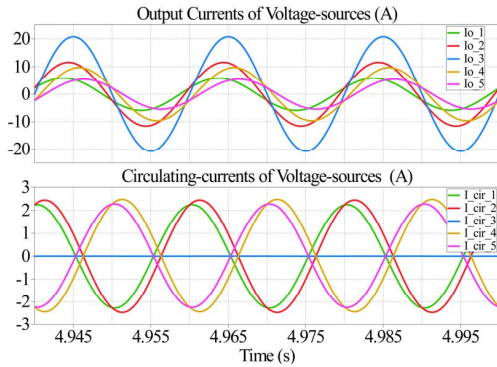 Output Currents of Voltage-sources (A)
20
10
0
-10
-20
Io_1
Io_2
Io_3
Io_4
Io_5
Circulating-currents of Voltage-sources (A)
3
2
1
0
-1
-2
-3
I_cir_1
I_cir_2
I_cir_3
I_cir_4
I_cir_5
4.945 4.955 4.965 4.975 4.985 4.995
Time (s)